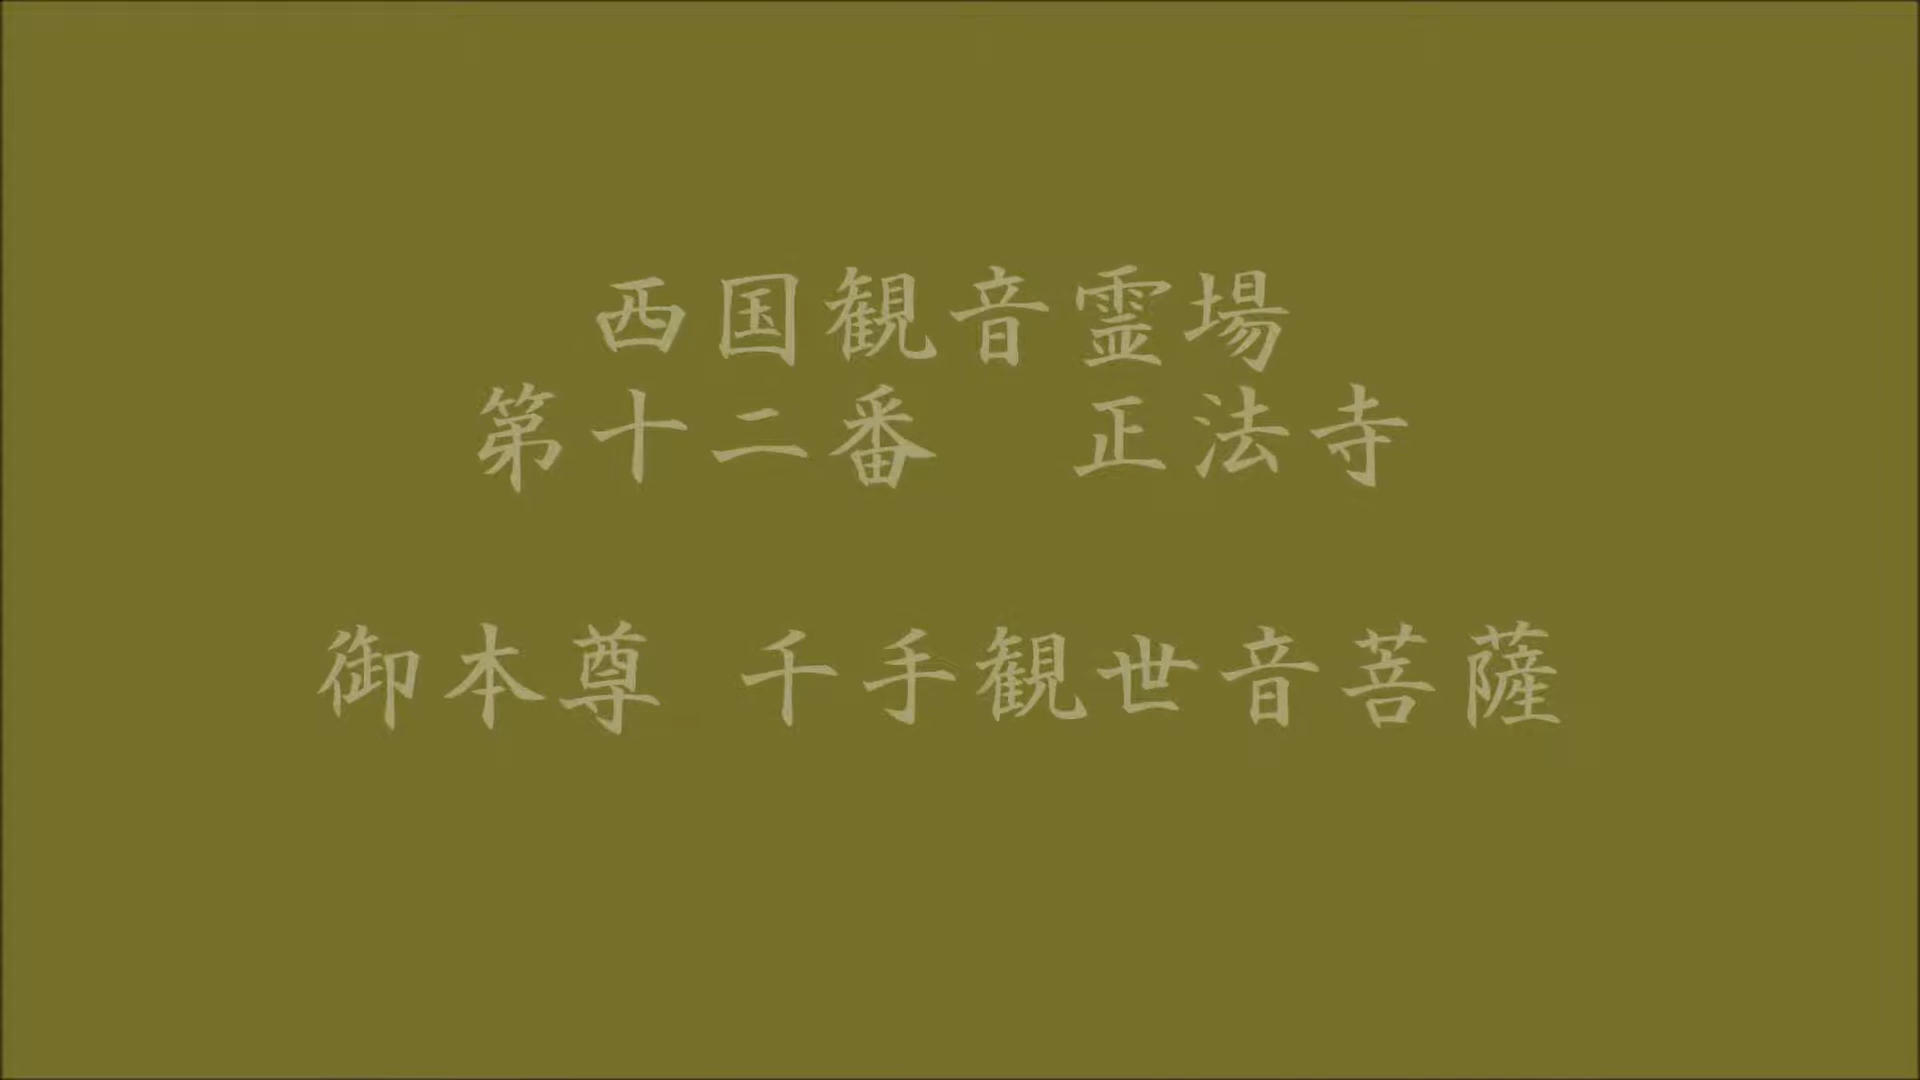 西国観音霊場
第十二番　正法寺
御本尊 千手観世音菩薩